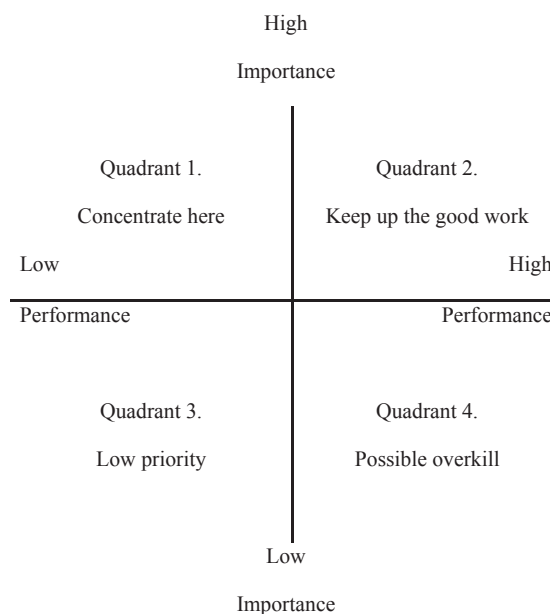 High
Importance
Quadrant 1.
Quadrant 2.
Concentrate here
Keep up the good work
Low
High
Performance
Performance
Quadrant 3.
Quadrant 4.
Low priority
Possible overkill
Low
Importance